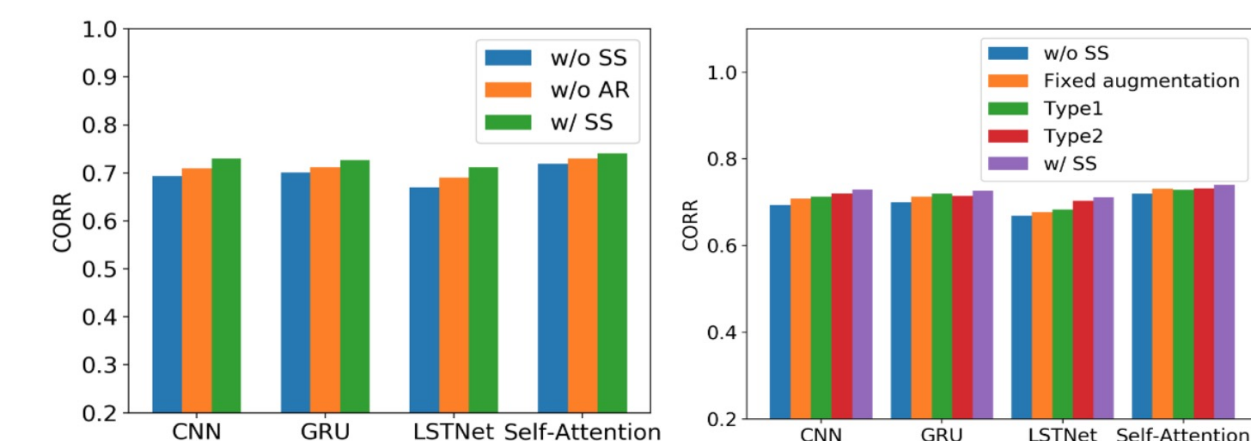 1.0
0.9
0.8
0.7
0.6
0.5
0.4
0.3
0.2
CORR
w/o SS
w/o AR
w/ SS
CNN GRU LSTNet Self-Attention
1.0
0.8
0.6
0.4
0.2
CORR
w/o SS
Fixed augmentation
Type1
Type2
w/ SS
CNN GRU LSTNet Self-Attention